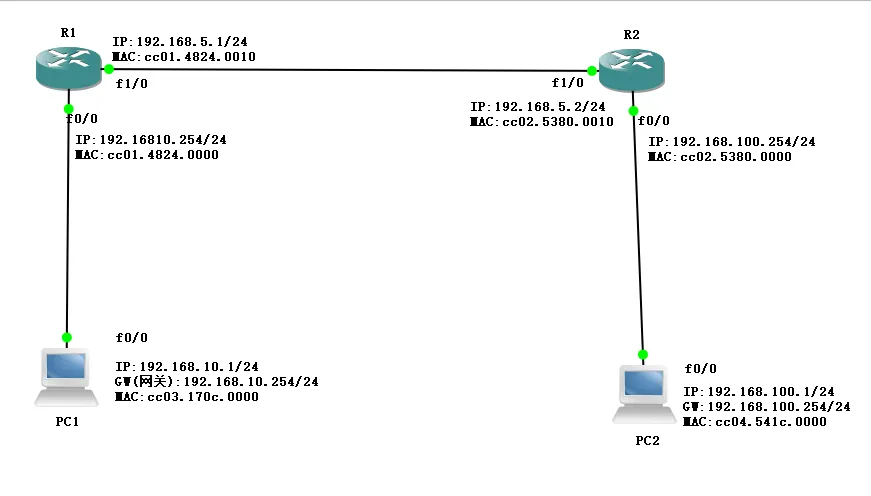 R1
IP:192.168.5.1/24
MAC:cc01.4824.0010
f1/0
f0/0
IP:192.16810.254/24
MAC:cc01.4824.0000
R2
f1/0
IP:192.168.5.2/24
MAC:cc02.5380.0010
f0/0
IP:192.168.100.254/24
MAC:cc02.5380.0000
f0/0
IP:192.168.10.1/24
GW(网关):192.168.10.254/24
MAC:cc03.170c.0000
PC1
f0/0
IP:192.168.100.1/24
GW:192.168.100.254/24
MAC:cc04.541c.0000
PC2